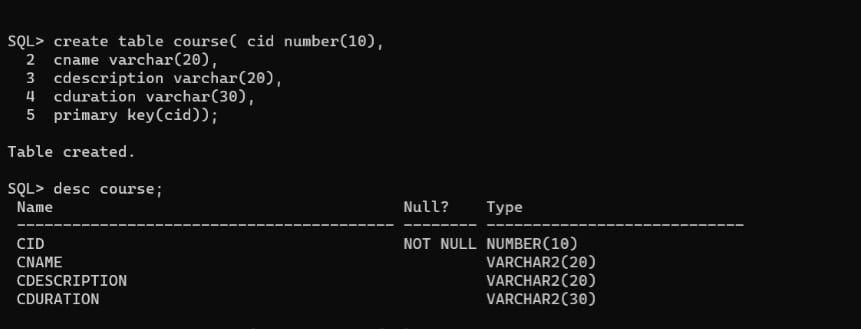 SQL> create table course( cid number(10),
  2  cname varchar(20),
  3  cdescription varchar(20),
  4  cduration varchar(30),
  5  primary key(cid));
Table created.
SQL> desc course;
 Name                                      Null?    Type
 ----------------------------------------- -------- ----------------------------
 CID                                       NOT NULL NUMBER(10)
 CNAME                                              VARCHAR2(20)
 CDESCRIPTION                                       VARCHAR2(20)
 CDURATION                                          VARCHAR2(30)